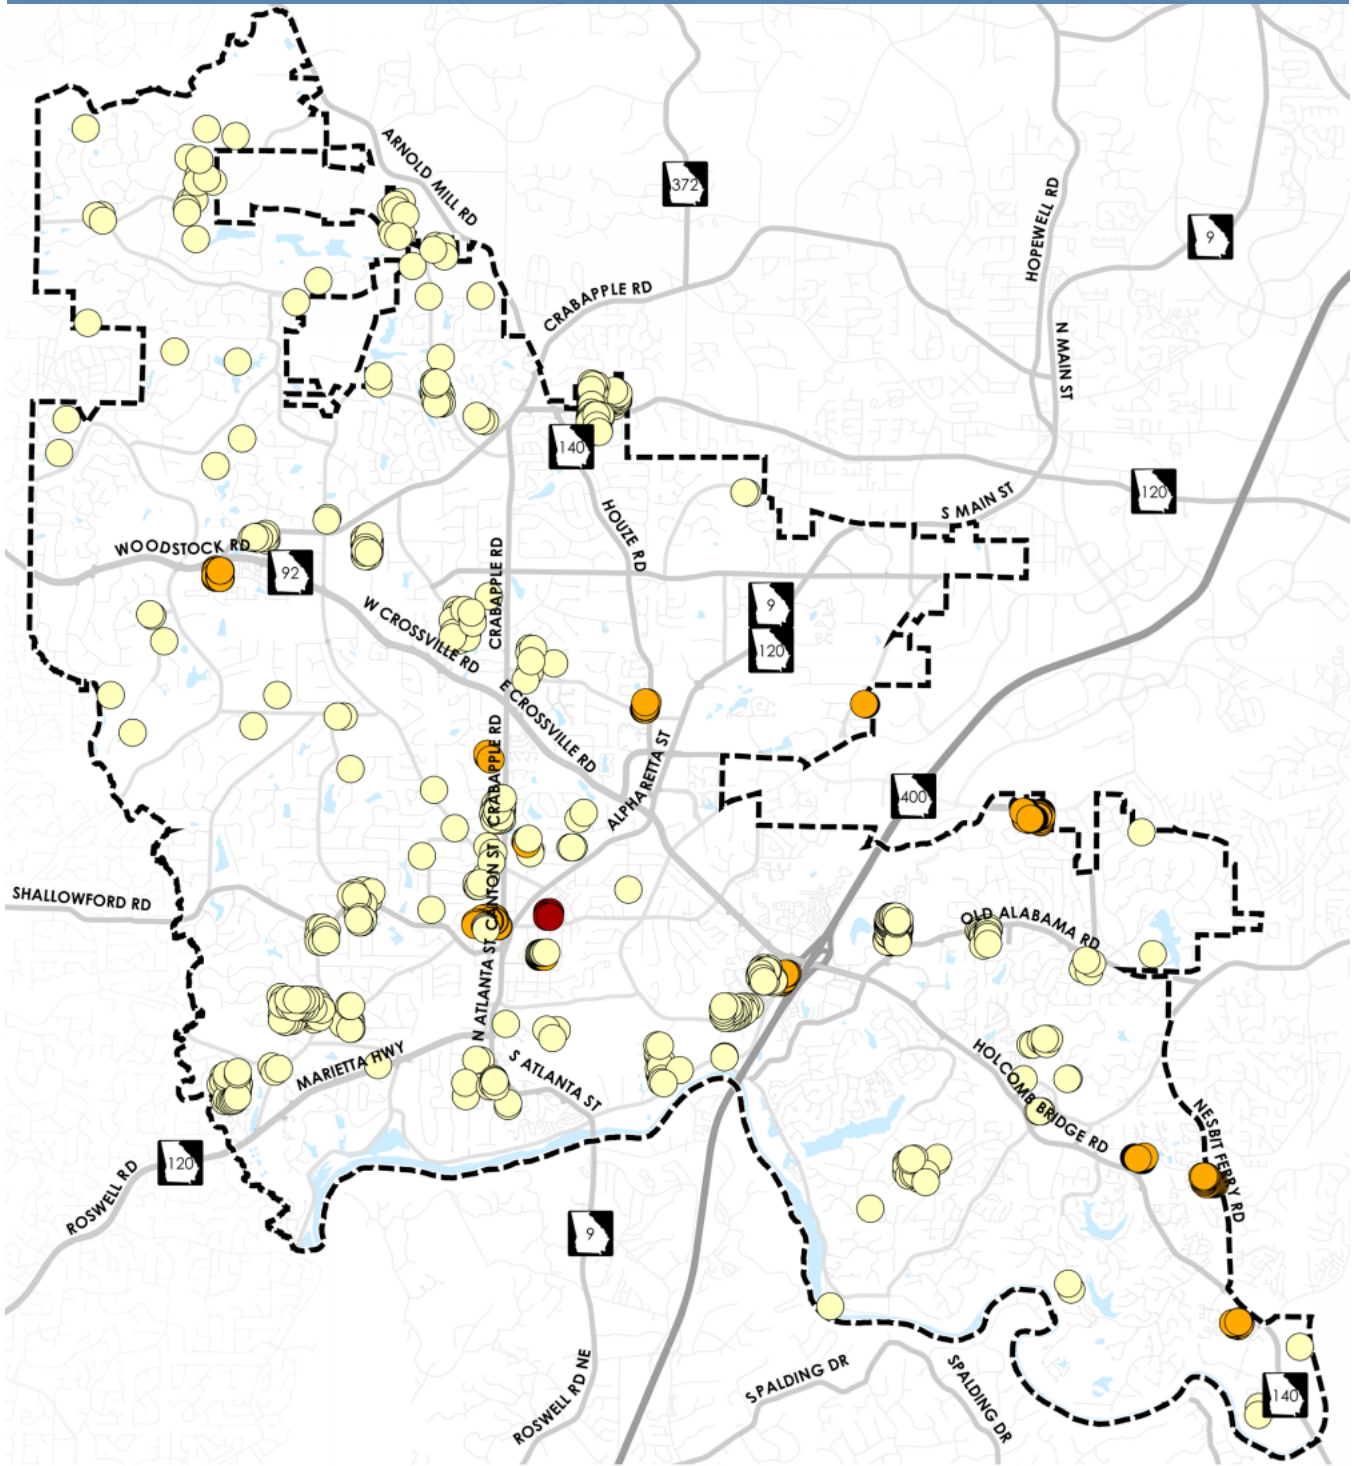 ARNOLD MILL RD
372
HOPEWELL RD
9
CRABAPPLE RD
N MAIN ST
140
120
S MAIN ST
HOUZE RD
WOODSTOCK RD
92
CRABAPPLE RD
9
W CROSSVILLE RD
120
E CROSSVILLE RD
CRABAPPLE RD
ALPHARETTA ST
400
CANTON ST
SHALLOWFORD RD
OLD ALABAMA RD
N ATLANTA ST
MARIETTA HWY
S ATLANTA ST
HOLCOMB BRIDGE RD
NESBIT FERRY RD
120
ROSWELL RD
9
ROSWELL RD NE
SPALDING DR
SPALDING DR
140